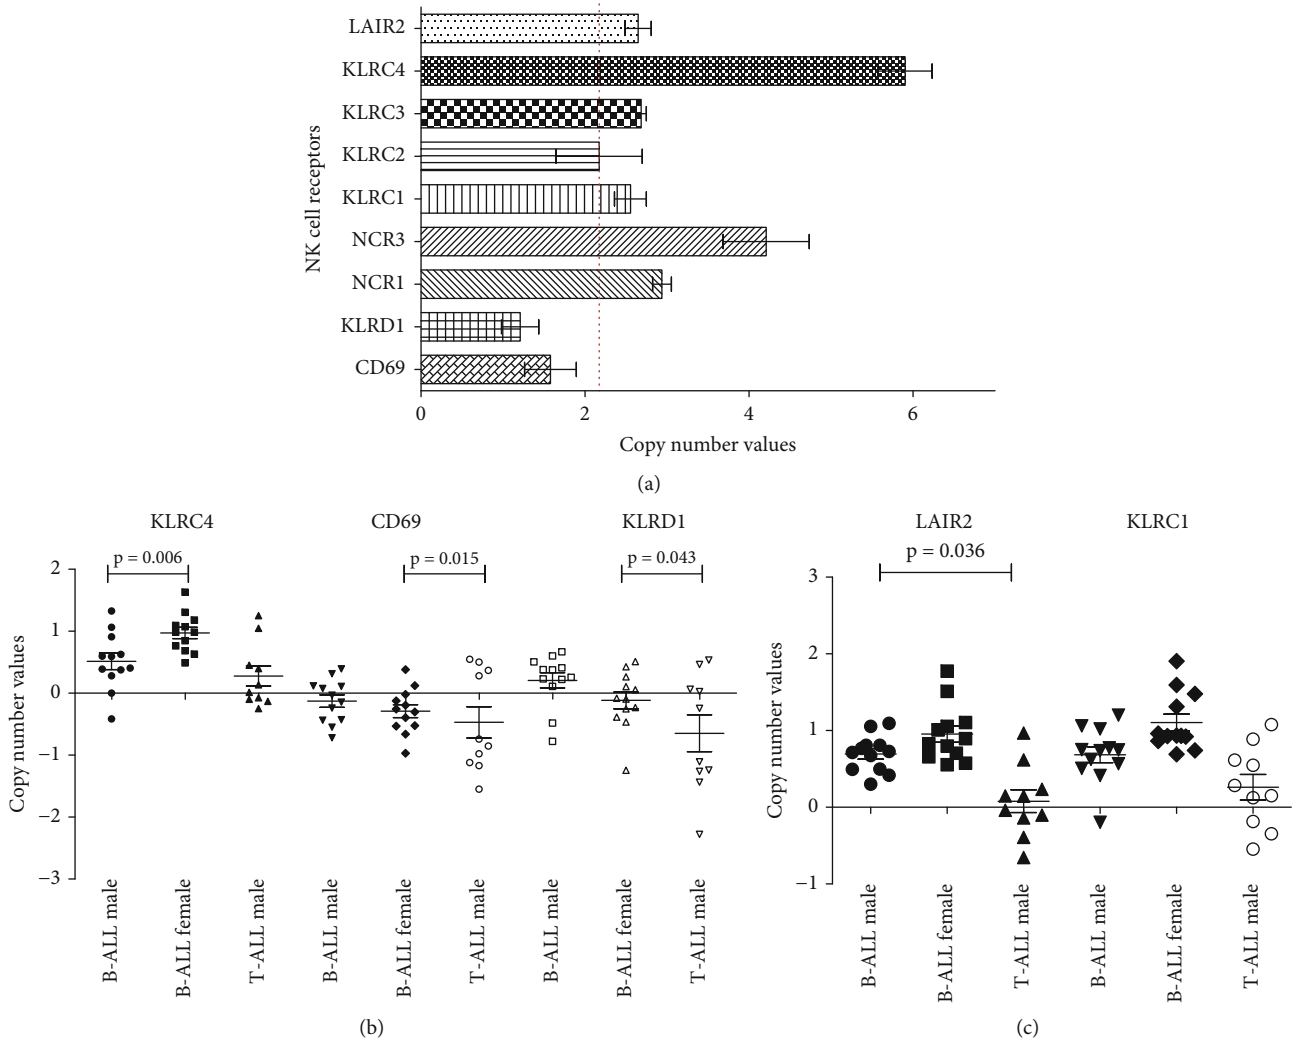 LAIR2
KLRC4
KLRC3
KLRC2
KLRC1
NCR3
NCR1
KLRD1
CD69
NK cell receptors
0 2 4 6
Copy number values
(a)
KLRC4 CD69 KLRD1
p = 0.006 p = 0.015 p = 0.043
2
1
0
−1
−2
−3
Copy number values
B-ALL male
B-ALL female
T-ALL male
B-ALL male
B-ALL female
T-ALL male
B-ALL male
B-ALL female
T-ALL male
(b)
LAIR2 KLRC1
p = 0.036
3
2
1
0
−1
Copy number values
B-ALL male
B-ALL female
T-ALL male
B-ALL male
B-ALL female
T-ALL male
(c)